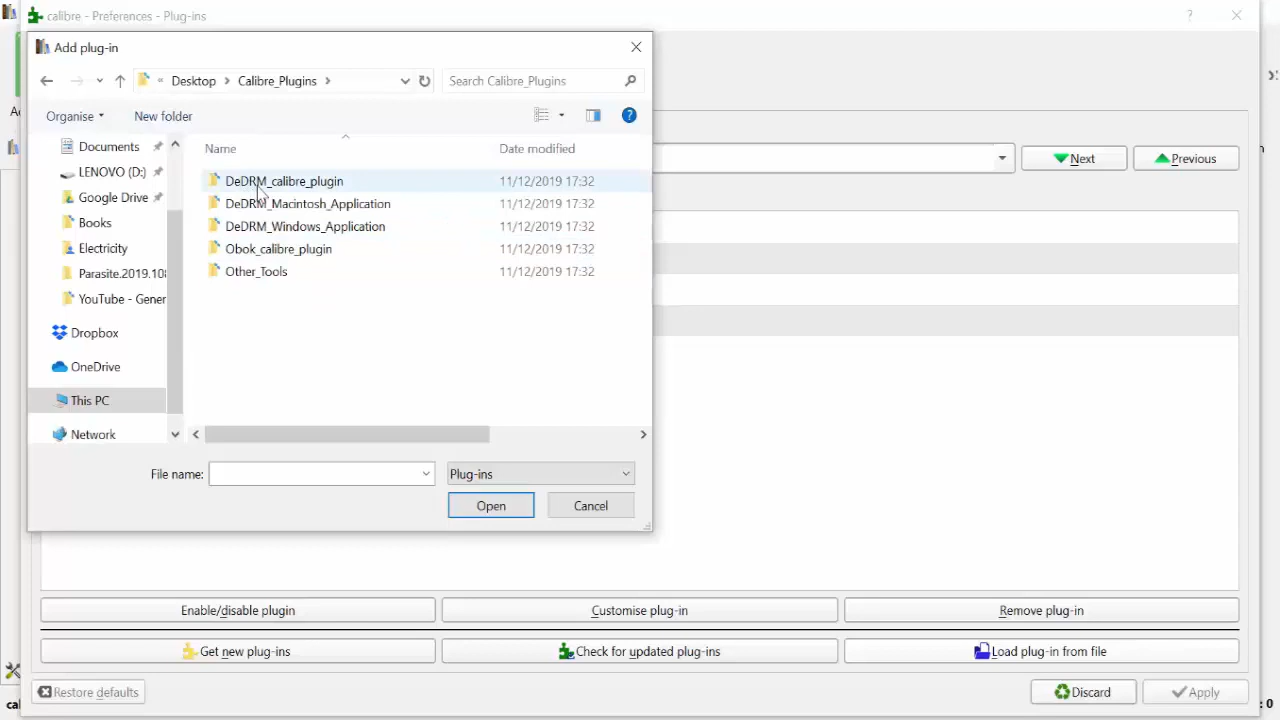 calibre - Preferences - Plug-ins
?
Add plug-in
« Desktop > Calibre_Plugins >
Search Calibre_Plugins
Organise
New folder
Name
Date modified
Documents
LENOVO (D:)
Google Drive
Books
Electricity
Parasite.2019.108
YouTube - Gener
Dropbox
OneDrive
This PC
Network
DeDRM_calibre_plugin 11/12/2019 17:32
DeDRM_Macintosh_Application 11/12/2019 17:32
DeDRM_Windows_Application 11/12/2019 17:32
Obok_calibre_plugin 11/12/2019 17:32
Other_Tools 11/12/2019 17:32
File name:
Plug-ins
Open
Cancel
Next
Previous
Enable/disable plugin
Customise plug-in
Remove plug-in
Get new plug-ins
Check for updated plug-ins
Load plug-in from file
Restore defaults
Discard
Apply
: 0